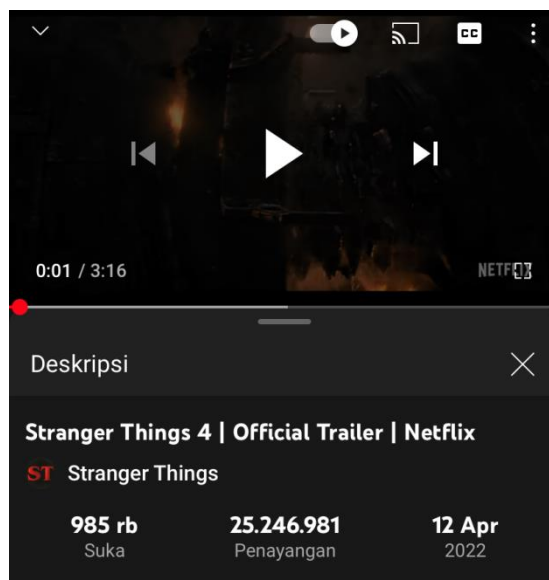 CC
0:01 / 3:16
NETFLIX
Deskripsi
Stranger Things 4 | Official Trailer | Netflix
ST Stranger Things
985 rb 25.246.981 12 Apr
Suka Penayangan 2022